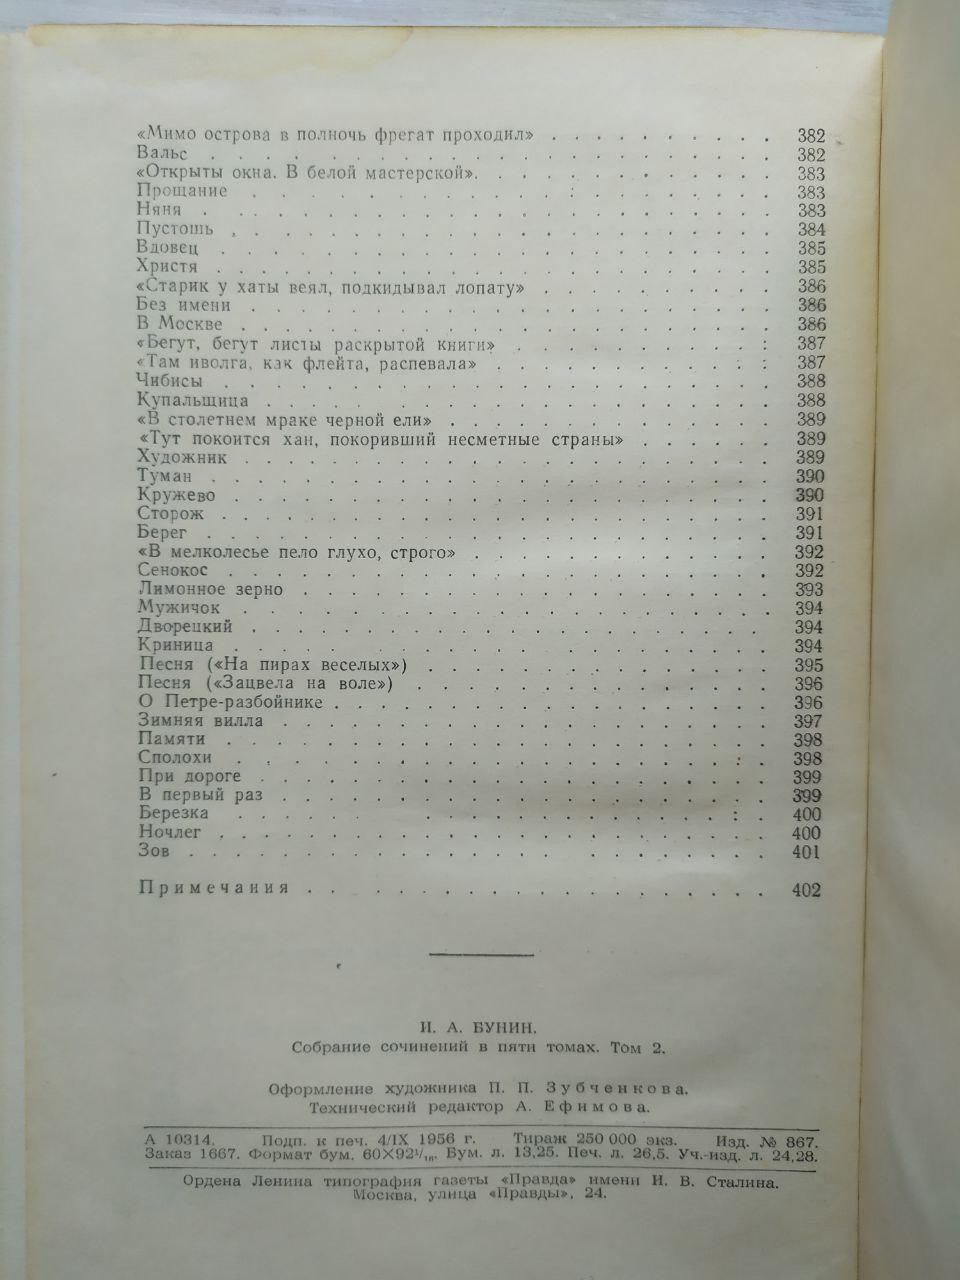 «Мимо острова в полночь фрегат проходил» . . . . . . . . . . 382
Вальс . . . . . . . . . . . . . . . . . . . . . . . . 382
«Открыты окна. В белой мастерской». . . . . . . . . . . . 383
Прощание . . . . . . . . . . . . . . . . . . . . . . 383
Няня . . . . . . . . . . . . . . . . . . . . . . . . 383
Пустошь . . . . . . . . . . . . . . . . . . . . . . . 384
Вдовец . . . . . . . . . . . . . . . . . . . . . . . 385
Христя . . . . . . . . . . . . . . . . . . . . . . . 385
«Старик у хаты веял, подкидывал лопату» . . . . . . . . . . 386
Без имени . . . . . . . . . . . . . . . . . . . . . . 386
В Москве . . . . . . . . . . . . . . . . . . . . . . 386
«Бегут, бегут листы раскрытой книги» . . . . . . . . . . . 387
«Там иволга, как флейта, распевала» . . . . . . . . . . . . 387
Чибисы . . . . . . . . . . . . . . . . . . . . . . . 388
Купальщица . . . . . . . . . . . . . . . . . . . . . 388
«В столетнем мраке черной ели» . . . . . . . . . . . . . 389
«Тут покоится хан, покоривший несметные страны» . . . . . . 389
Художник . . . . . . . . . . . . . . . . . . . . . . 389
Туман . . . . . . . . . . . . . . . . . . . . . . . . 390
Кружево . . . . . . . . . . . . . . . . . . . . . . . 390
Сторож . . . . . . . . . . . . . . . . . . . . . . . 391
Берег . . . . . . . . . . . . . . . . . . . . . . . . 391
«В мелколесье пело глухо, строго» . . . . . . . . . . . . 392
Сенокос . . . . . . . . . . . . . . . . . . . . . . . 392
Лимонное зерно . . . . . . . . . . . . . . . . . . . . 393
Мужичок . . . . . . . . . . . . . . . . . . . . . . 394
Дворецкий . . . . . . . . . . . . . . . . . . . . . . 394
Криница . . . . . . . . . . . . . . . . . . . . . . . 394
Песня («На пирах веселых») . . . . . . . . . . . . . . 395
Песня («Зацвела на воле») . . . . . . . . . . . . . . . 396
О Петре-разбойнике . . . . . . . . . . . . . . . . . . . 396
Зимняя вилла . . . . . . . . . . . . . . . . . . . . . 397
Памяти . . . . . . . . . . . . . . . . . . . . . . . 398
Сполохи . . . . . . . . . . . . . . . . . . . . . . 398
При дороге . . . . . . . . . . . . . . . . . . . . . . 399
В первый раз . . . . . . . . . . . . . . . . . . . . . 399
Березка . . . . . . . . . . . . . . . . . . . . . . 400
Ночлег . . . . . . . . . . . . . . . . . . . . . . . 400
Зов . . . . . . . . . . . . . . . . . . . . . . . . 401
Примечания . . . . . . . . . . . . . . . . . . 402
И. А. БУНИН.
Собрание сочинений в пяти томах. Том 2.
Оформление художника П. П. Зубченкова.
Технический редактор А. Ефимова.
А 10314. Подп. к печ. 4/IX 1956 г. Тираж 250 000 экз. Изд. № 867.
Заказ 1667. Формат бум. 60×92¹/₁₆. Бум. л. 13,25. Печ. л. 26,5. Уч.-изд. л. 24,28.
Ордена Ленина типография газеты «Правда» имени И. В. Сталина.
Москва, улица «Правды», 24.